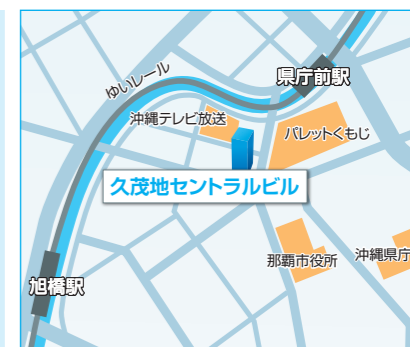 県庁前駅
ゆいレール
沖縄テレビ放送
パレットくもじ
久茂地セントラルビル
那覇市役所
沖縄県庁
旭橋駅